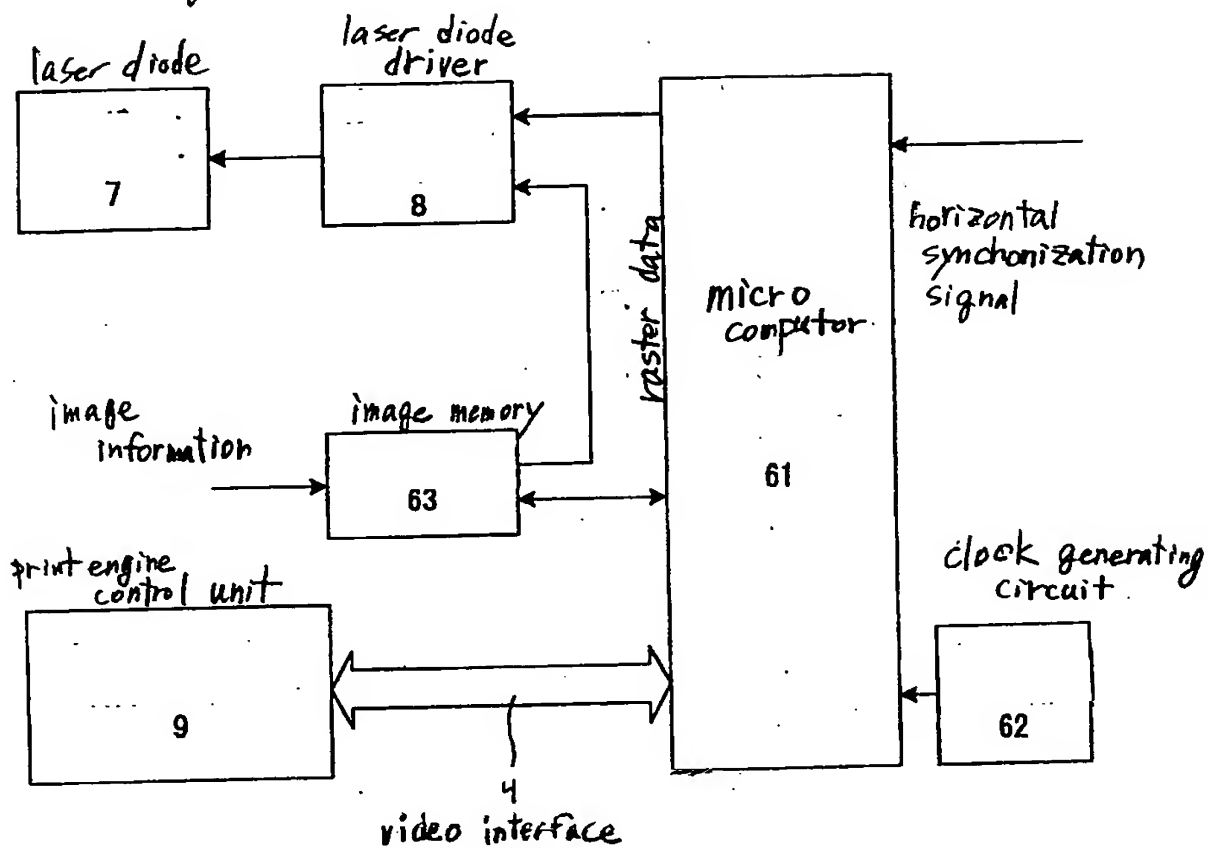 laser diode
7
laser diode
driver
8
raster data
micro
computor
61
horizontal
synchonization
signal
image
information
image memory
63
print engine
control unit
9
4
video interface
clock generating
circuit
62